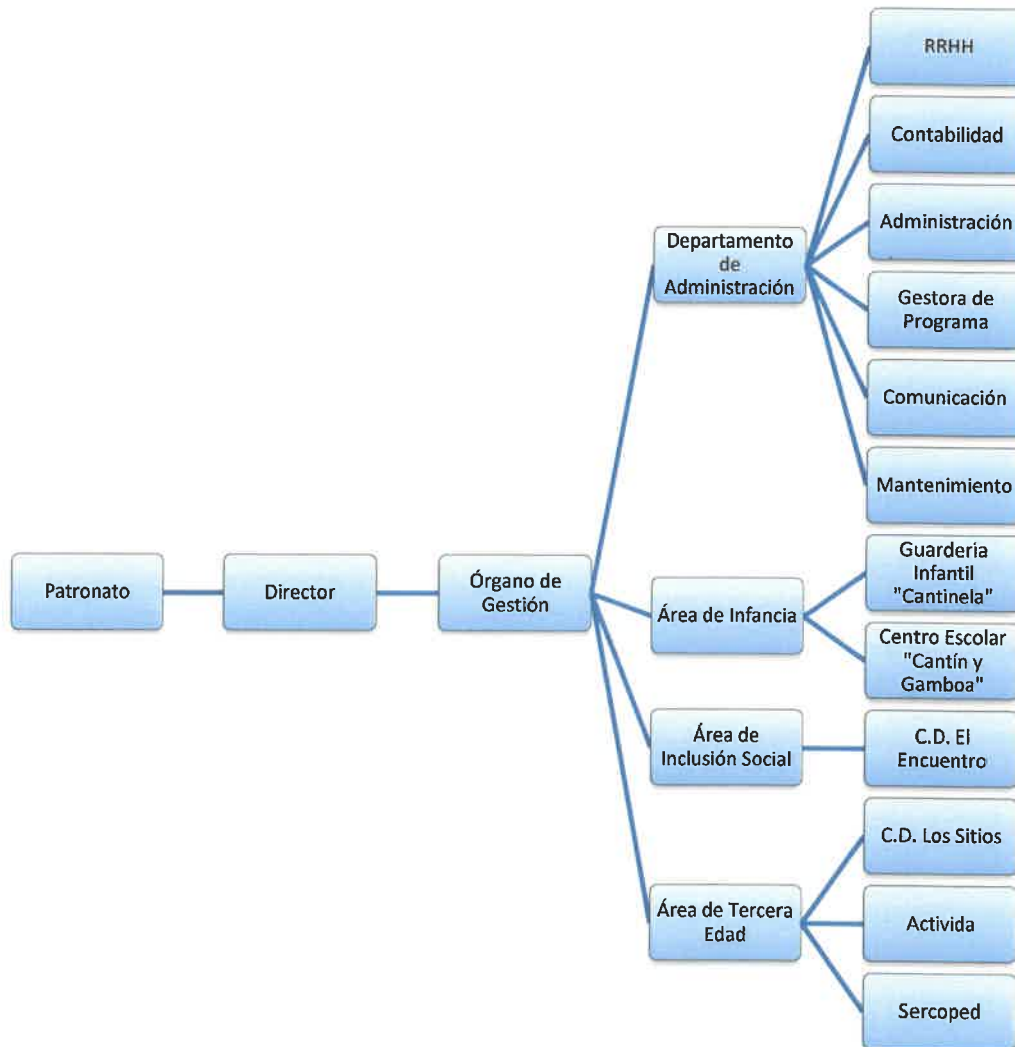 RRHH
Contabilidad
Administración
Departamento
de
Administración
Gestora de
Programa
Comunicación
Mantenimiento
Patronato
Director
Órgano de
Gestión
Área de Infancia
Guarderia
Infantil
"Cantinela"
Centro Escolar
"Cantín y
Gamboa"
Área de
Inclusión Social
C.D. El
Encuentro
Área de Tercera
Edad
C.D. Los Sitios
Activida
Sercoped